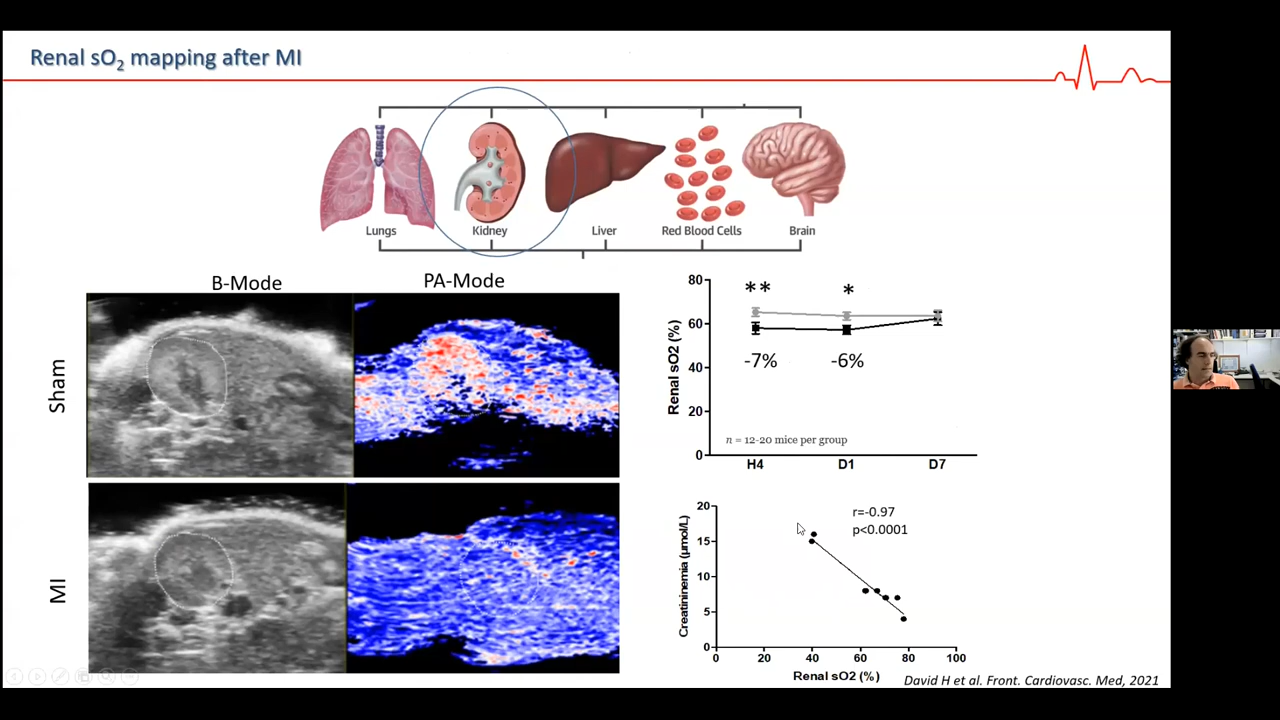 Renal sO2 mapping after MI
Lungs
Kidney
Liver
Red Blood Cells
Brain
B-Mode
PA-Mode
Sham
MI
Renal sO2 (%)
80
60
40
20
0
**
*
-7%
-6%
n = 12-20 mice per group
H4
D1
D7
Creatininemia (µmol/L)
20
15
10
5
0
r=-0.97
p<0.0001
0
20
40
60
80
100
Renal sO2 (%)
David H et al. Front. Cardiovasc. Med, 2021